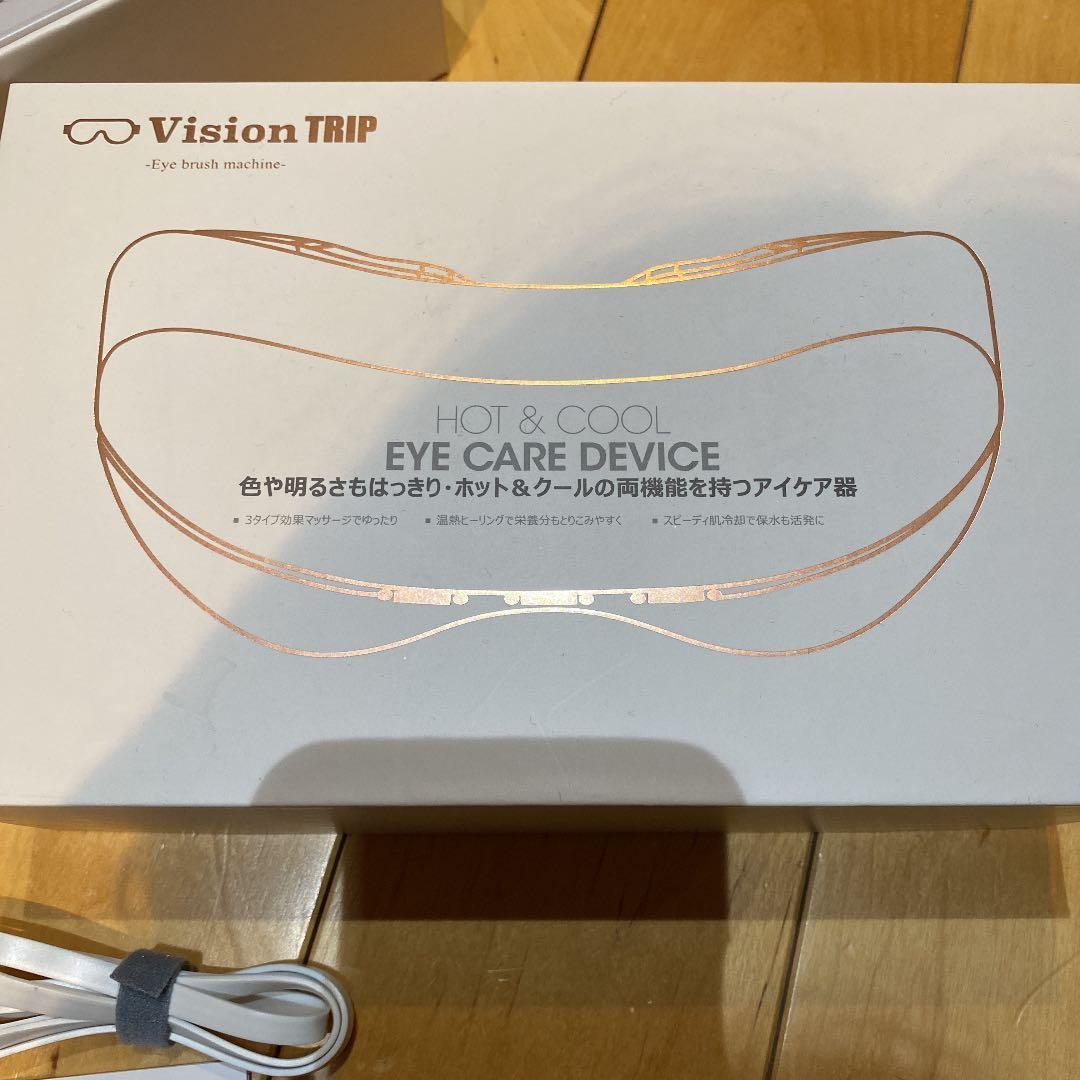 Vision TRIP
-Eye brush machine-
HOT & COOL
EYE CARE DEVICE
色や明るさもはっきり・ホット&クールの両機能を持つアイケア器
▪ 3タイプ効果マッサージでゆったり ▪ 温熱ヒーリングで栄養分もとりこみやすく ▪ スピーディ肌冷却で保水も活発に